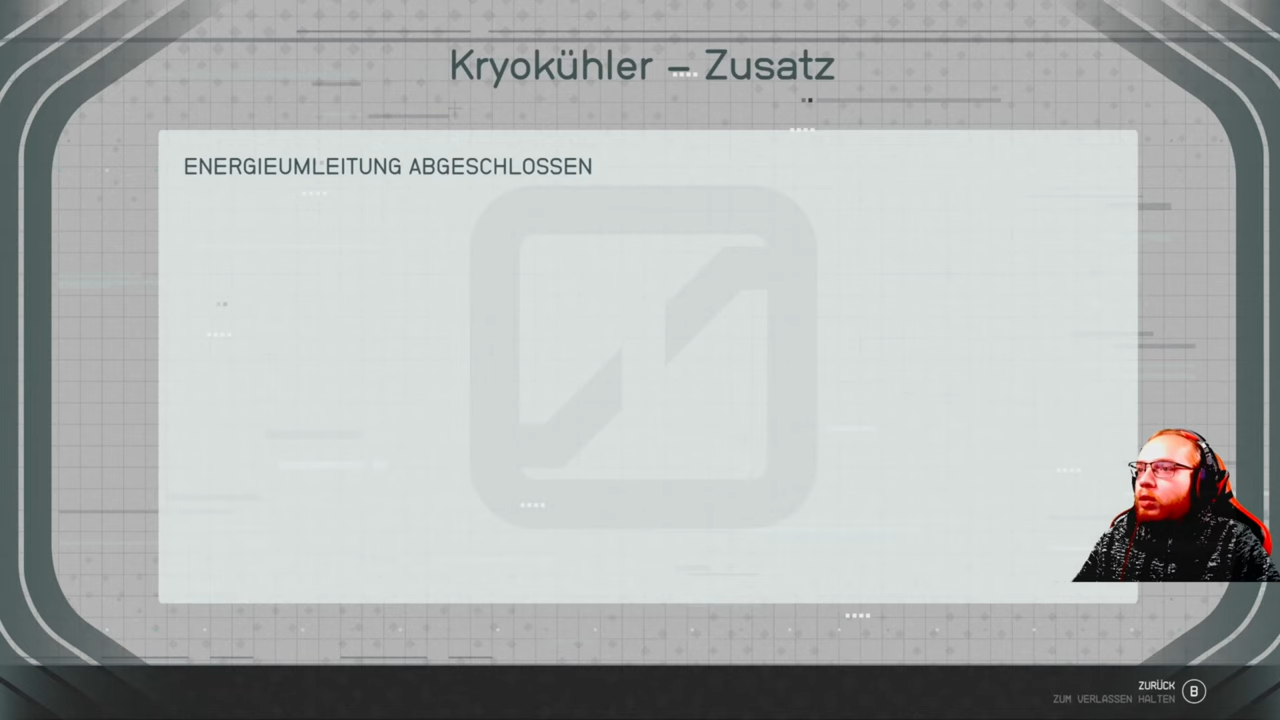 Kryokühler – Zusatz
ENERGIEUMLEITUNG ABGESCHLOSSEN
ZURÜCK
B
ZUM VERLASSEN HALTEN